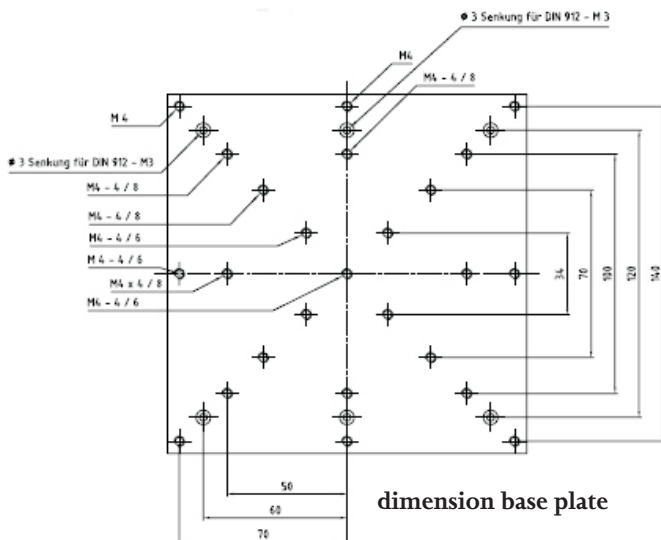 ø 3 Senkung für DIN 912 - M 3
M4
M4 - 4 / 8
M 4
ø 3 Senkung für DIN 912 - M3
M4 - 4 / 8
M4 - 4 / 8
M4 - 4 / 6
M 4 - 4 / 6
M4 x 4 / 8
M4 - 4 / 6
34
70
100
120
140
50
60
70
dimension base plate